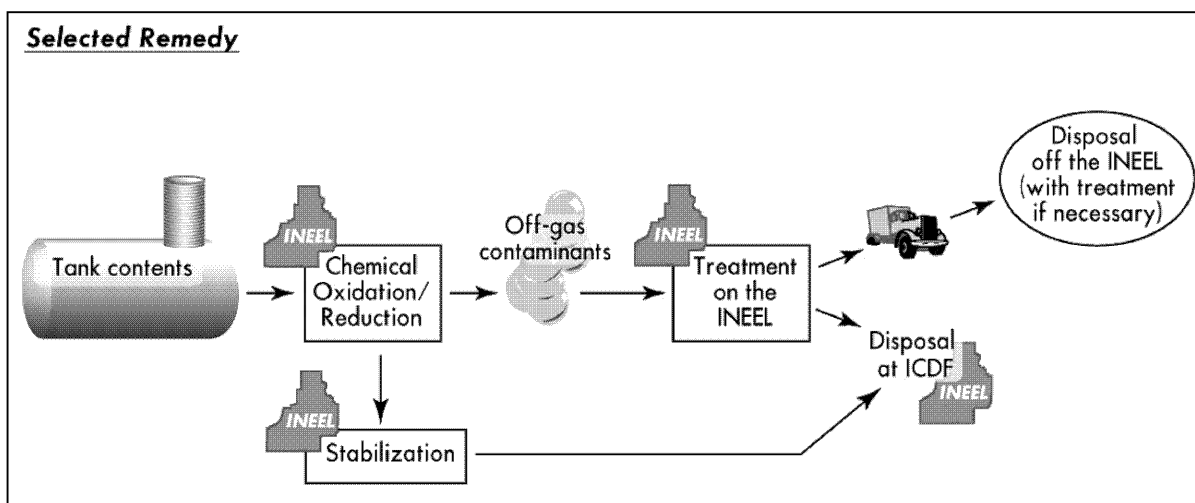 Selected Remedy
Tank contents
INEEL
Chemical
Oxidation/
Reduction
Off-gas
contaminants
INEEL
Treatment
on the
INEEL
Disposal
off the INEEL
(with treatment
if necessary)
Disposal
at ICDF
INEEL
INEEL
Stabilization